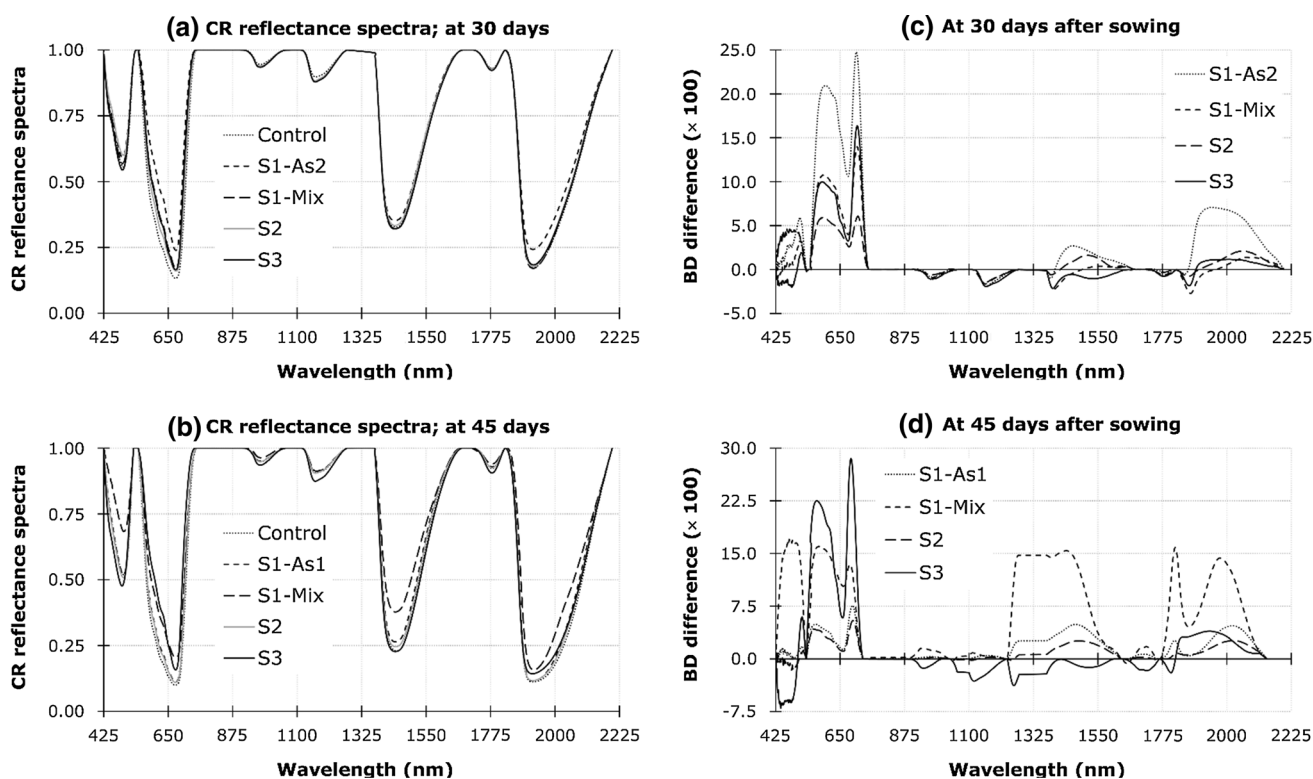 (a) CR reflectance spectra; at 30 days
CR reflectance spectra
1.00
0.75
0.50
0.25
0.00
Control
S1-As2
S1-Mix
S2
S3
425 650 875 1100 1325 1550 1775 2000 2225
Wavelength (nm)
(c) At 30 days after sowing
BD difference (× 100)
25.0
20.0
15.0
10.0
5.0
0.0
-5.0
S1-As2
S1-Mix
S2
S3
425 650 875 1100 1325 1550 1775 2000 2225
Wavelength (nm)
(b) CR reflectance spectra; at 45 days
CR reflectance spectra
1.00
0.75
0.50
0.25
0.00
Control
S1-As1
S1-Mix
S2
S3
425 650 875 1100 1325 1550 1775 2000 2225
Wavelength (nm)
(d) At 45 days after sowing
BD difference (× 100)
30.0
22.5
15.0
7.5
0.0
-7.5
S1-As1
S1-Mix
S2
S3
425 650 875 1100 1325 1550 1775 2000 2225
Wavelength (nm)